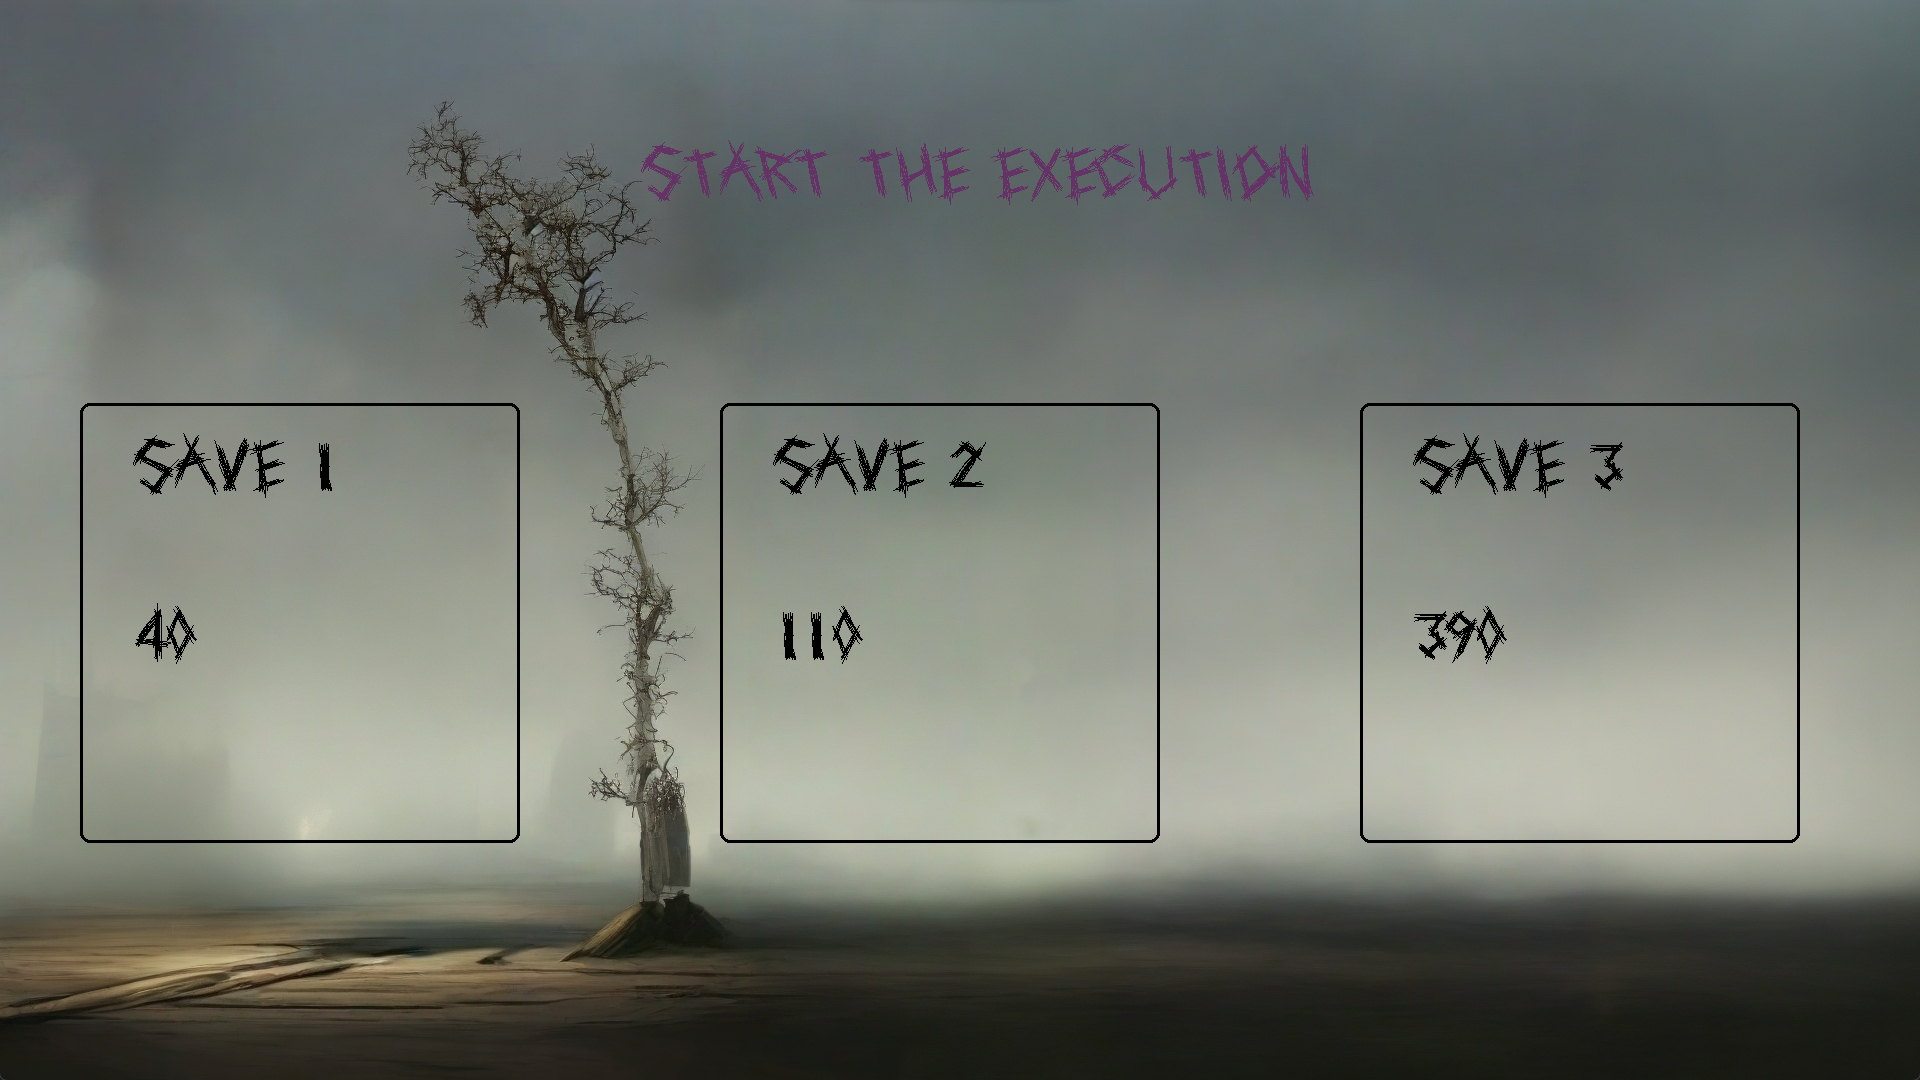 START THE EXECUTION
SAVE 1
SAVE 2
SAVE 3
40
110
390